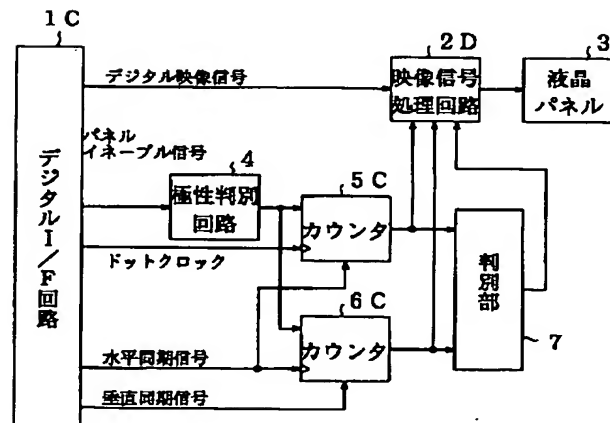 1C
2D
3
デジタル映像信号
映像信号
処理回路
液晶
パネル
パネル
イネーブル信号
4
極性判別
回路
5C
カウンタ
ドットクロック
デジタルI/F回路
6C
カウンタ
判別部
7
水平同期信号
垂直同期信号